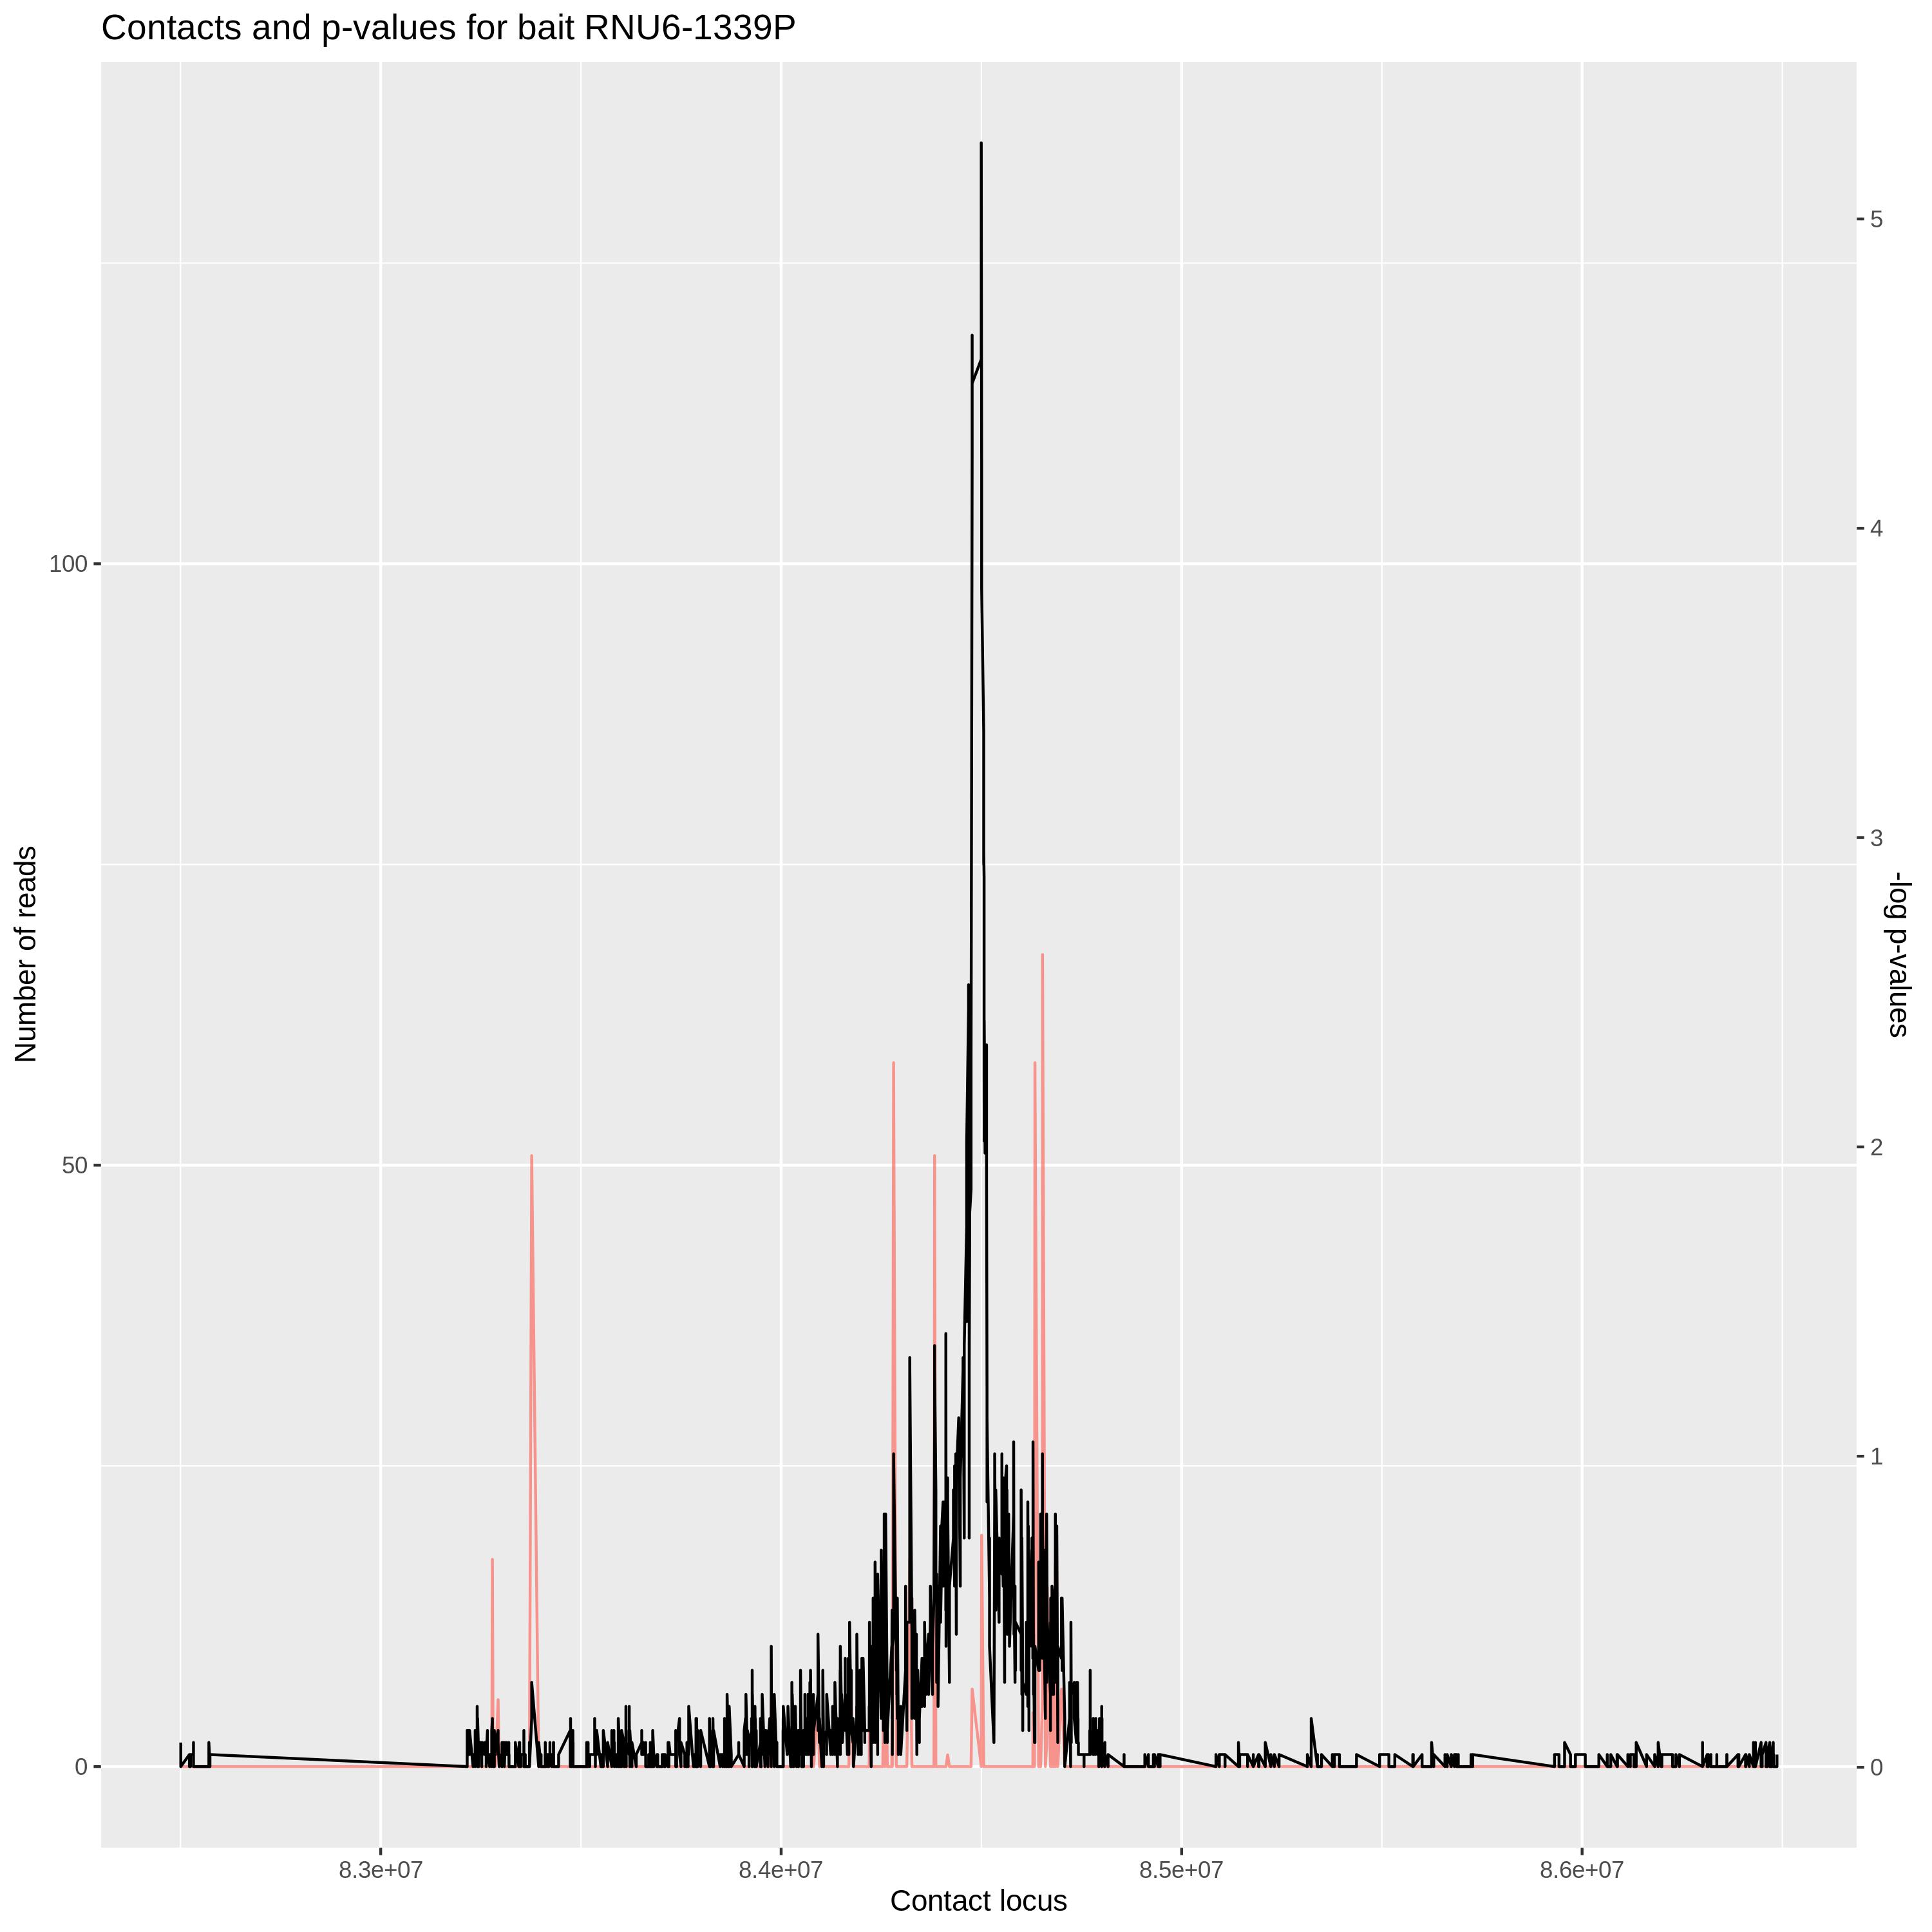 Contacts and p-values for bait RNU6-1339P
Number of reads
100
50
0
5
4
3
2
1
0
-log p-values
8.3e+07
8.4e+07
8.5e+07
8.6e+07
Contact locus